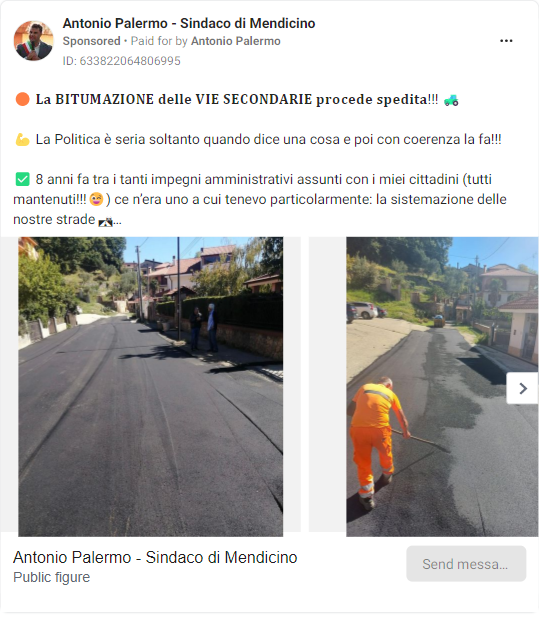 Antonio Palermo - Sindaco di Mendicino
Sponsored • Paid for by Antonio Palermo
ID: 633822064806995
🟠 La BITUMAZIONE delle VIE SECONDARIE procede spedita!!! 🚜
💪 La Politica è seria soltanto quando dice una cosa e poi con coerenza la fa!!!
✅ 8 anni fa tra i tanti impegni amministrativi assunti con i miei cittadini (tutti
mantenuti!!! 😉) ce n’era uno a cui tenevo particolarmente: la sistemazione delle
nostre strade 🛣...
Antonio Palermo - Sindaco di Mendicino
Public figure
Send messa...